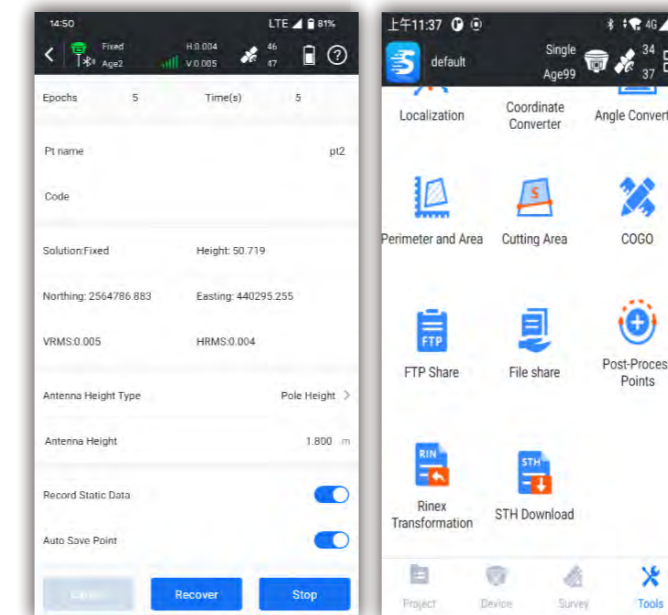 14:50
LTE 81%
Fixed
H:0.004
46
Age2
V:0.005
47
Epochs 5 Time(s) 5
Pt name pt2
Code
Solution:Fixed Height: 50.719
Northing: 2564786.883 Easting: 440295.255
VRMS:0.005 HRMS:0.004
Antenna Height Type Pole Height >
Antenna Height 1.800 m
Record Static Data
Auto Save Point
Recover Stop
上午11:37
4G
default
Single
34
Age99
37
Localization
Coordinate
Converter
Angle Convert
Perimeter and Area
S
Cutting Area
COGO
FTP
FTP Share
File share
Post-Proces
Points
RIN
Rinex
Transformation
STH
STH Download
Project Device Survey Tools